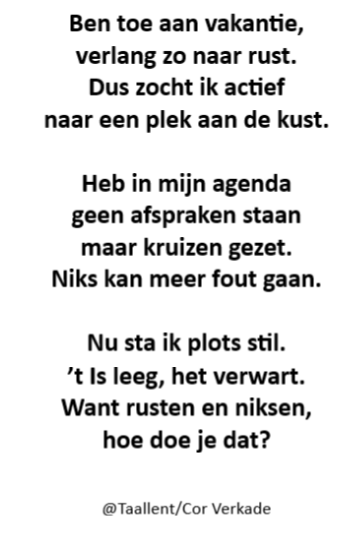 Ben toe aan vakantie,
verlang zo naar rust.
Dus zocht ik actief
naar een plek aan de kust.
Heb in mijn agenda
geen afspraken staan
maar kruizen gezet.
Niks kan meer fout gaan.
Nu sta ik plots stil.
’t Is leeg, het verwart.
Want rusten en niksen,
hoe doe je dat?
@Taallent/Cor Verkade